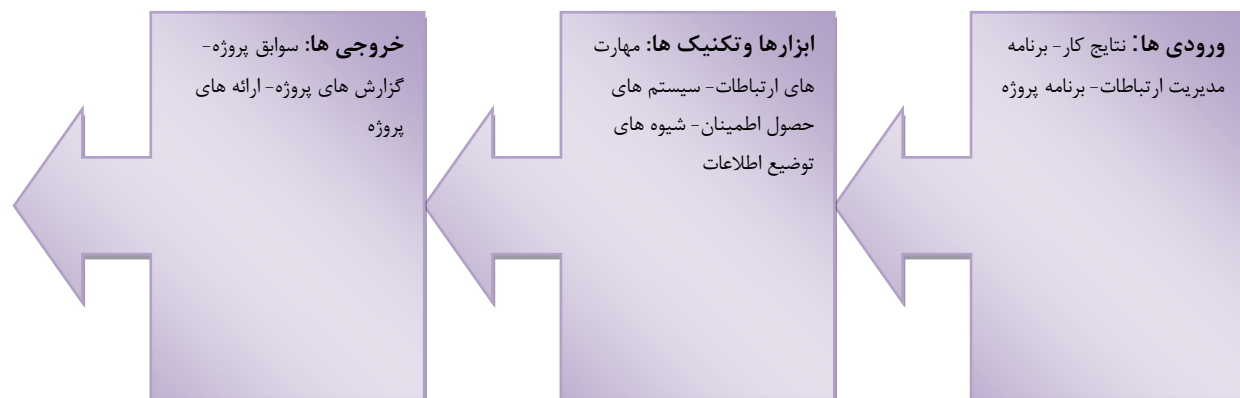 ورودی ها: نتایج کار- برنامه
مدیریت ارتباطات- برنامه پروژه
ابزارها وتکنیک ها: مهارت
های ارتباطات- سیستم های
حصول اطمینان- شیوه های
توضیع اطلاعات
خروجی ها: سوابق پروژه-
گزارش های پروژه- ارائه های
پروژه